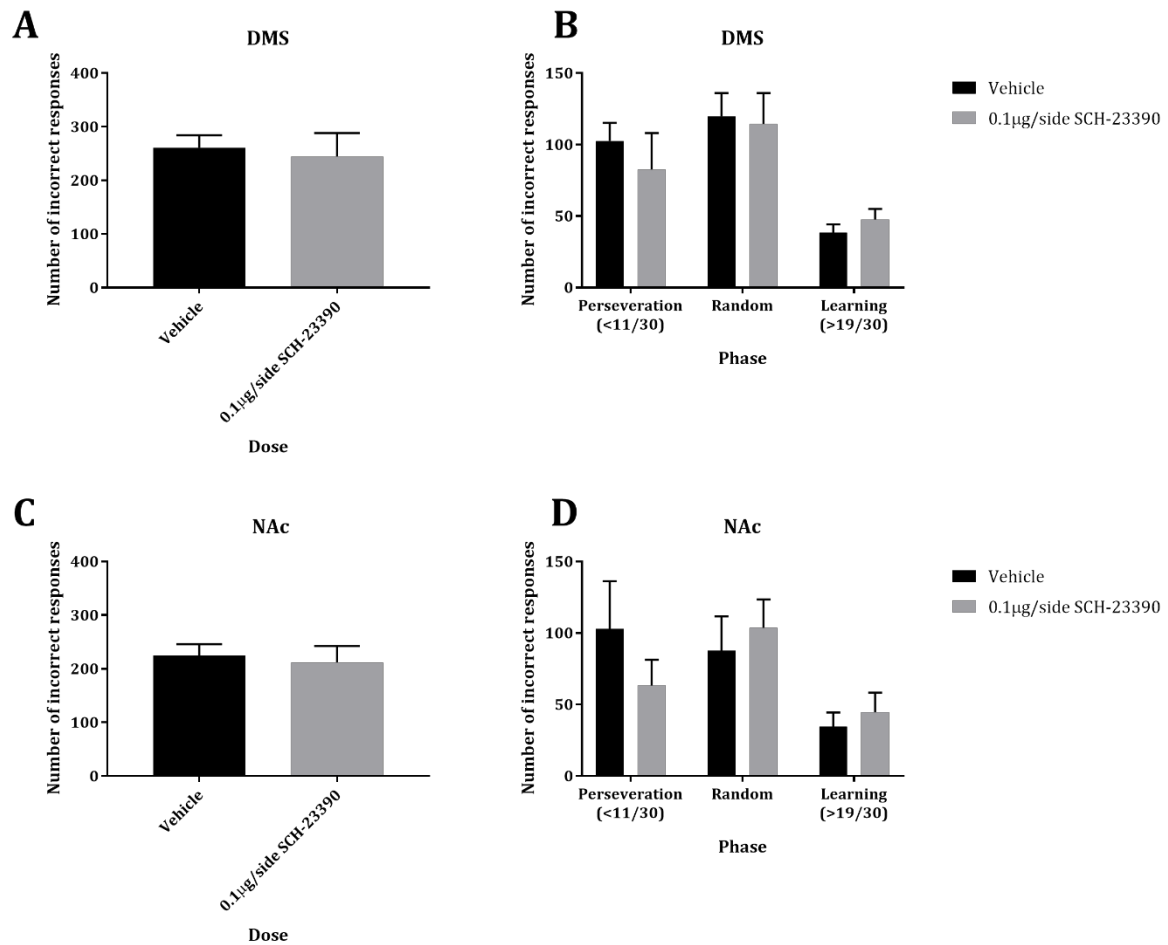 A
DMS
Number of incorrect responses
400
300
200
100
0
Vehicle
0.1μg/side SCH-23390
Dose
B
DMS
Number of incorrect responses
150
100
50
0
Perseveration
(<11/30)
Random
Learning
(>19/30)
Phase
Vehicle
0.1μg/side SCH-23390
C
NAc
Number of incorrect responses
400
300
200
100
0
Vehicle
0.1μg/side SCH-23390
Dose
D
NAc
Number of incorrect responses
150
100
50
0
Perseveration
(<11/30)
Random
Learning
(>19/30)
Phase
Vehicle
0.1μg/side SCH-23390